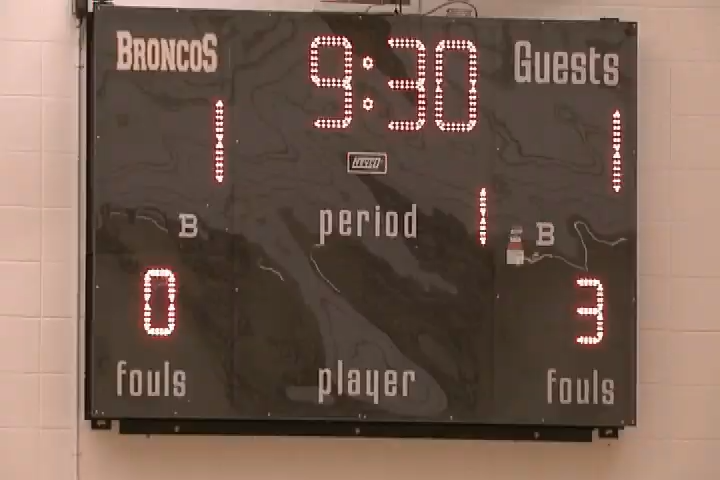 BRONCOS 9:30 Guests
1 1
period 1
B B
0 3
fouls player fouls